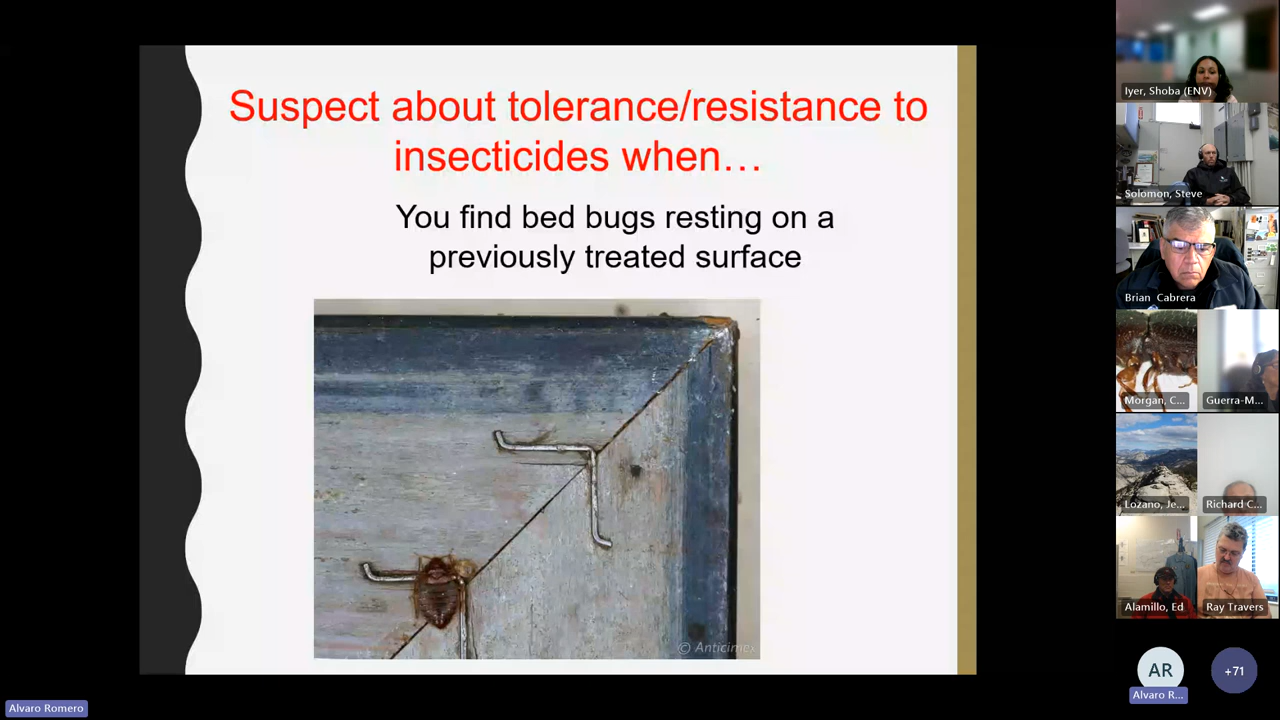 Suspect about tolerance/resistance to
insecticides when…
You find bed bugs resting on a
previously treated surface
© Anticimex
Iyer, Shoba (ENV)
Solomon, Steve
Brian Cabrera
Morgan, C...
Guerra-M...
Lozano, Je...
Richard C...
Alamillo, Ed
Ray Travers
AR
+71
Alvaro R...
Alvaro Romero